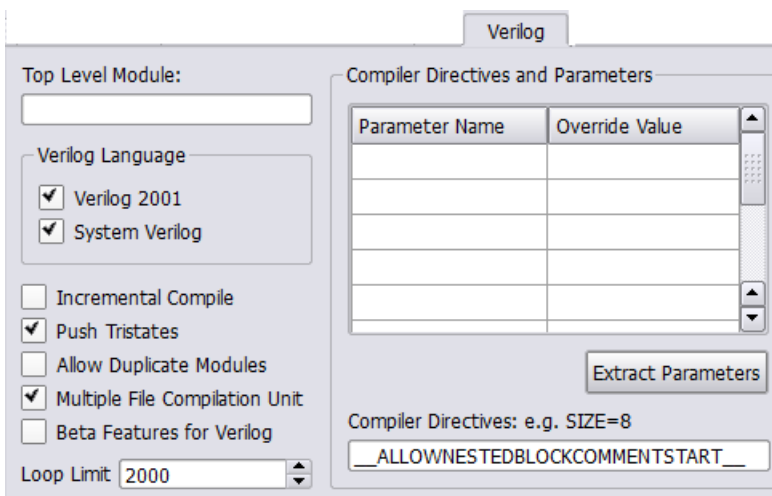 Verilog
Top Level Module:
Verilog Language
Verilog 2001
System Verilog
Incremental Compile
Push Tristates
Allow Duplicate Modules
Multiple File Compilation Unit
Beta Features for Verilog
Loop Limit 2000
Compiler Directives and Parameters
Parameter Name Override Value
Extract Parameters
Compiler Directives: e.g. SIZE=8
__ALLOWNESTEDBLOCKCOMMENTSTART__